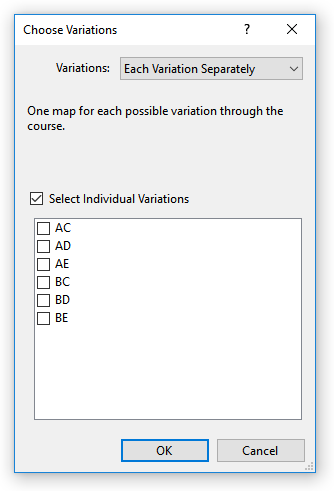 Choose Variations
Variations: Each Variation Separately
One map for each possible variation through the
course.
Select Individual Variations
AC
AD
AE
BC
BD
BE
OK Cancel